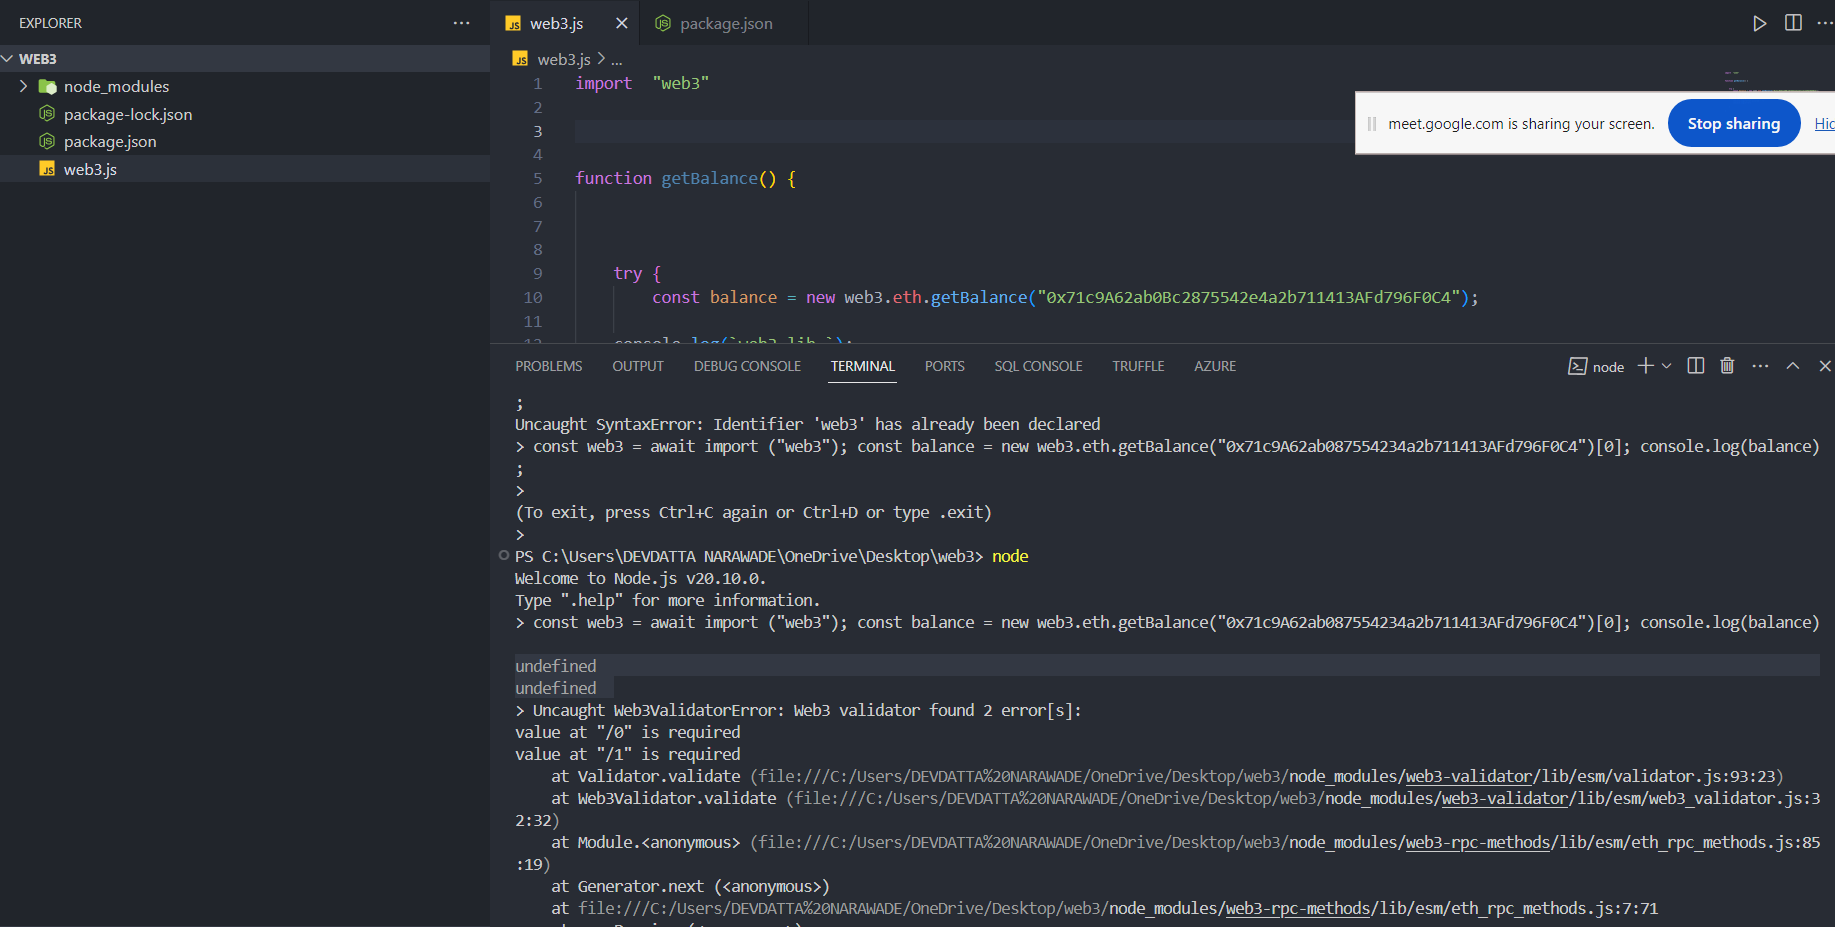 EXPLORER
WEB3
node_modules
package-lock.json
package.json
web3.js
web3.js
package.json
web3.js > ...
1 import "web3"
2
3
4
5 function getBalance() {
6
7
8
9 try {
10 const balance = new web3.eth.getBalance("0x71c9A62ab0Bc2875542e4a2b711413AFd796F0C4");
11
12 console.log(`web3 lib `);
meet.google.com is sharing your screen.
Stop sharing
Hid
PROBLEMS OUTPUT DEBUG CONSOLE TERMINAL PORTS SQL CONSOLE TRUFFLE AZURE
node
;
Uncaught SyntaxError: Identifier 'web3' has already been declared
> const web3 = await import ("web3"); const balance = new web3.eth.getBalance("0x71c9A62ab087554234a2b711413AFd796F0C4")[0]; console.log(balance)
;
>
(To exit, press Ctrl+C again or Ctrl+D or type .exit)
>
PS C:\Users\DEVDATTA NARAWADE\OneDrive\Desktop\web3> node
Welcome to Node.js v20.10.0.
Type ".help" for more information.
> const web3 = await import ("web3"); const balance = new web3.eth.getBalance("0x71c9A62ab087554234a2b711413AFd796F0C4")[0]; console.log(balance)
undefined
undefined
> Uncaught Web3ValidatorError: Web3 validator found 2 error[s]:
value at "/0" is required
value at "/1" is required
at Validator.validate (file:///C:/Users/DEVDATTA%20NARAWADE/OneDrive/Desktop/web3/node_modules/web3-validator/lib/esm/validator.js:93:23)
at Web3Validator.validate (file:///C:/Users/DEVDATTA%20NARAWADE/OneDrive/Desktop/web3/node_modules/web3-validator/lib/esm/web3_validator.js:3
2:32)
at Module.<anonymous> (file:///C:/Users/DEVDATTA%20NARAWADE/OneDrive/Desktop/web3/node_modules/web3-rpc-methods/lib/esm/eth_rpc_methods.js:85
:19)
at Generator.next (<anonymous>)
at file:///C:/Users/DEVDATTA%20NARAWADE/OneDrive/Desktop/web3/node_modules/web3-rpc-methods/lib/esm/eth_rpc_methods.js:7:71